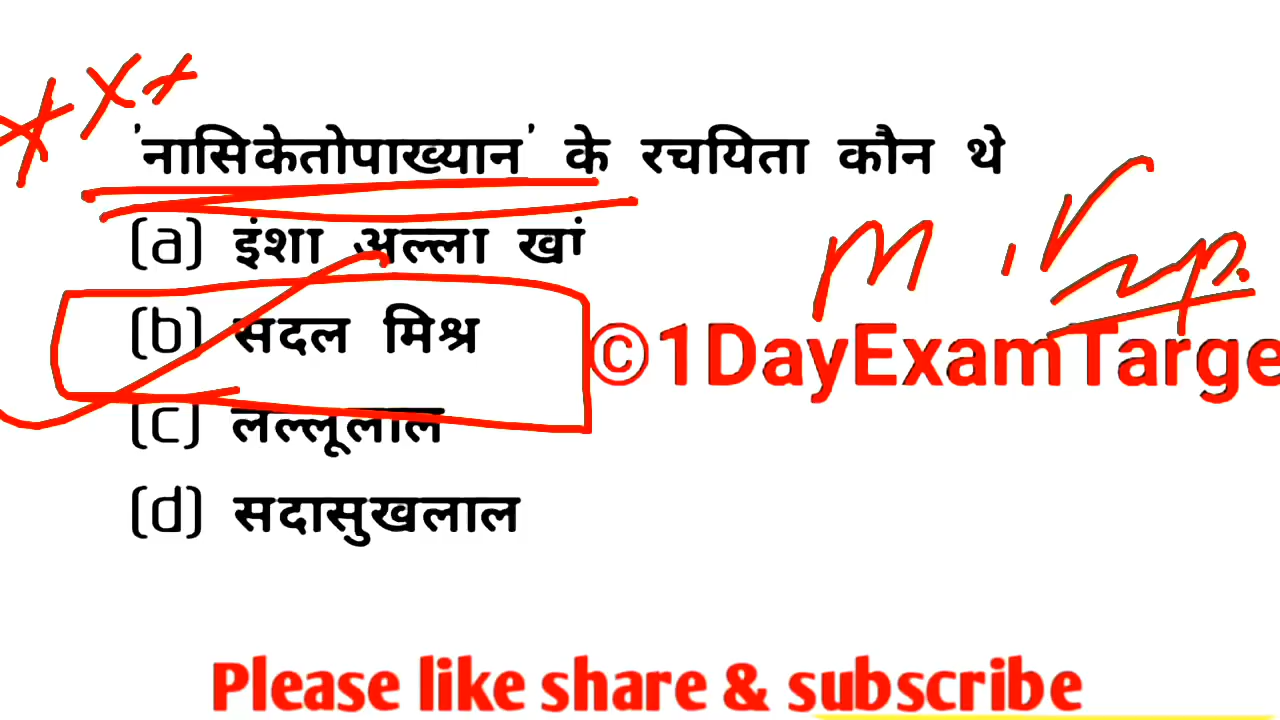 'नासिकेतोपाख्यान' के रचयिता कौन थे
(a) इंशा अल्ला खां
(b) सदल मिश्र
©1DayExamTarge
(c) लल्लूलाल
(d) सदासुखलाल
Please like share & subscribe